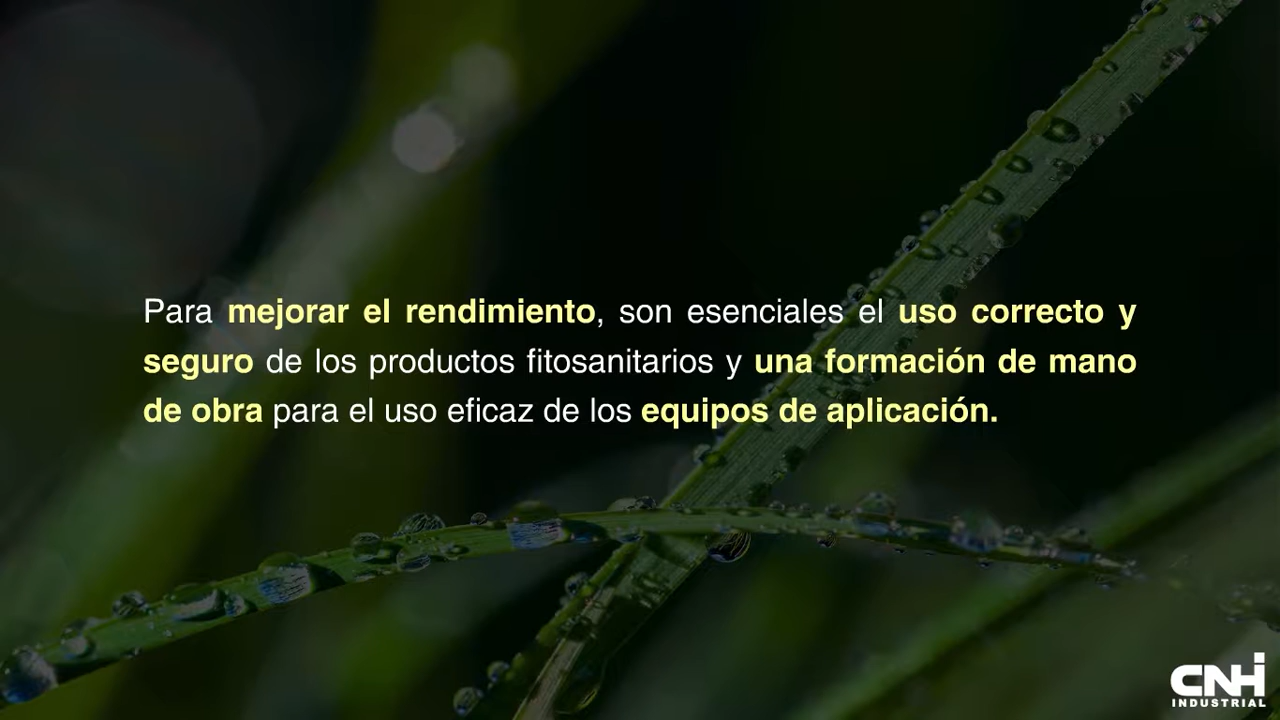 Para mejorar el rendimiento, son esenciales el uso correcto y
seguro de los productos fitosanitarios y una formación de mano
de obra para el uso eficaz de los equipos de aplicación.
CNH
INDUSTRIAL